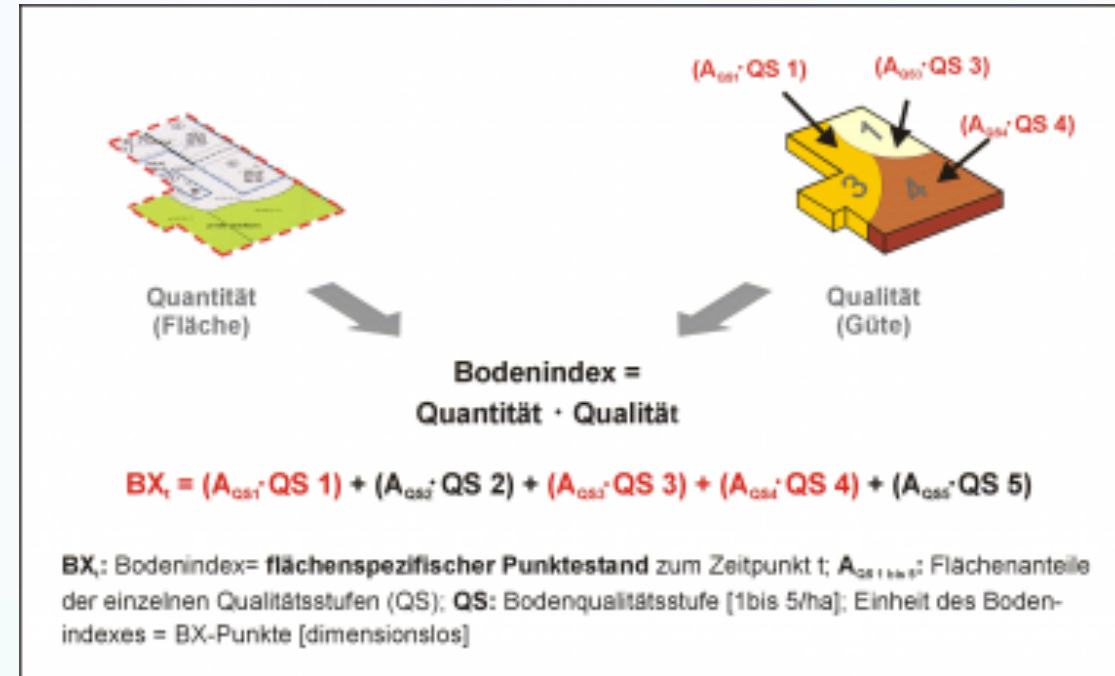 (A_QS1·QS 1)
(A_QS3·QS 3)
(A_QS4·QS 4)
1
3
4
Quantität
(Fläche)
Qualität
(Güte)
Bodenindex =
Quantität · Qualität
BX_t = (A_QS1·QS 1) + (A_QS2·QS 2) + (A_QS3·QS 3) + (A_QS4·QS 4) + (A_QS5·QS 5)
BX_t: Bodenindex= flächenspezifischer Punktestand zum Zeitpunkt t; A_QS 1 bis 5: Flächenanteile
der einzelnen Qualitätsstufen (QS); QS: Bodenqualitätsstufe [1bis 5/ha]; Einheit des Boden-
indexes = BX-Punkte [dimensionslos]